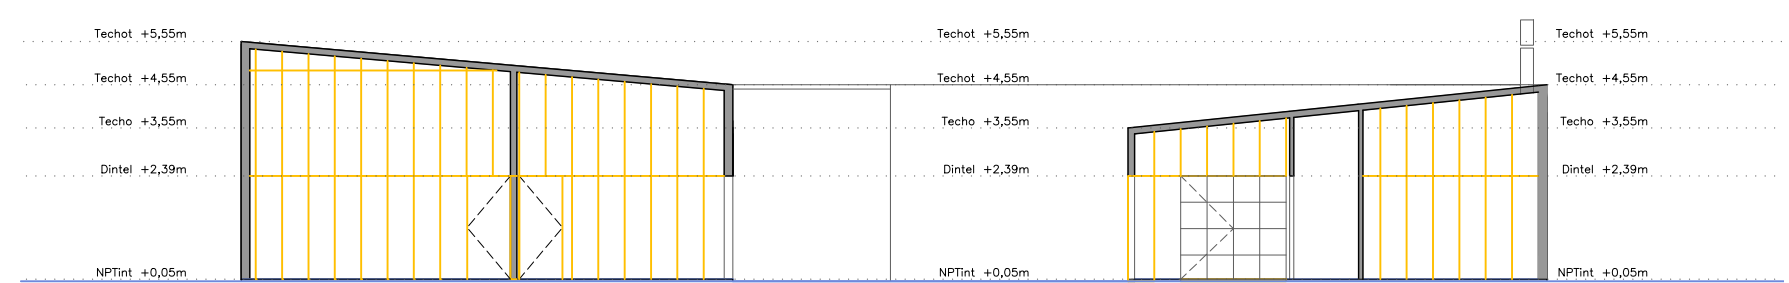 Techot +5,55m Techot +5,55m Techot +5,55m
Techot +4,55m Techot +4,55m Techot +4,55m
Techo +3,55m Techo +3,55m Techo +3,55m
Dintel +2,39m Dintel +2,39m Dintel +2,39m
NPTint +0,05m NPTint +0,05m NPTint +0,05m